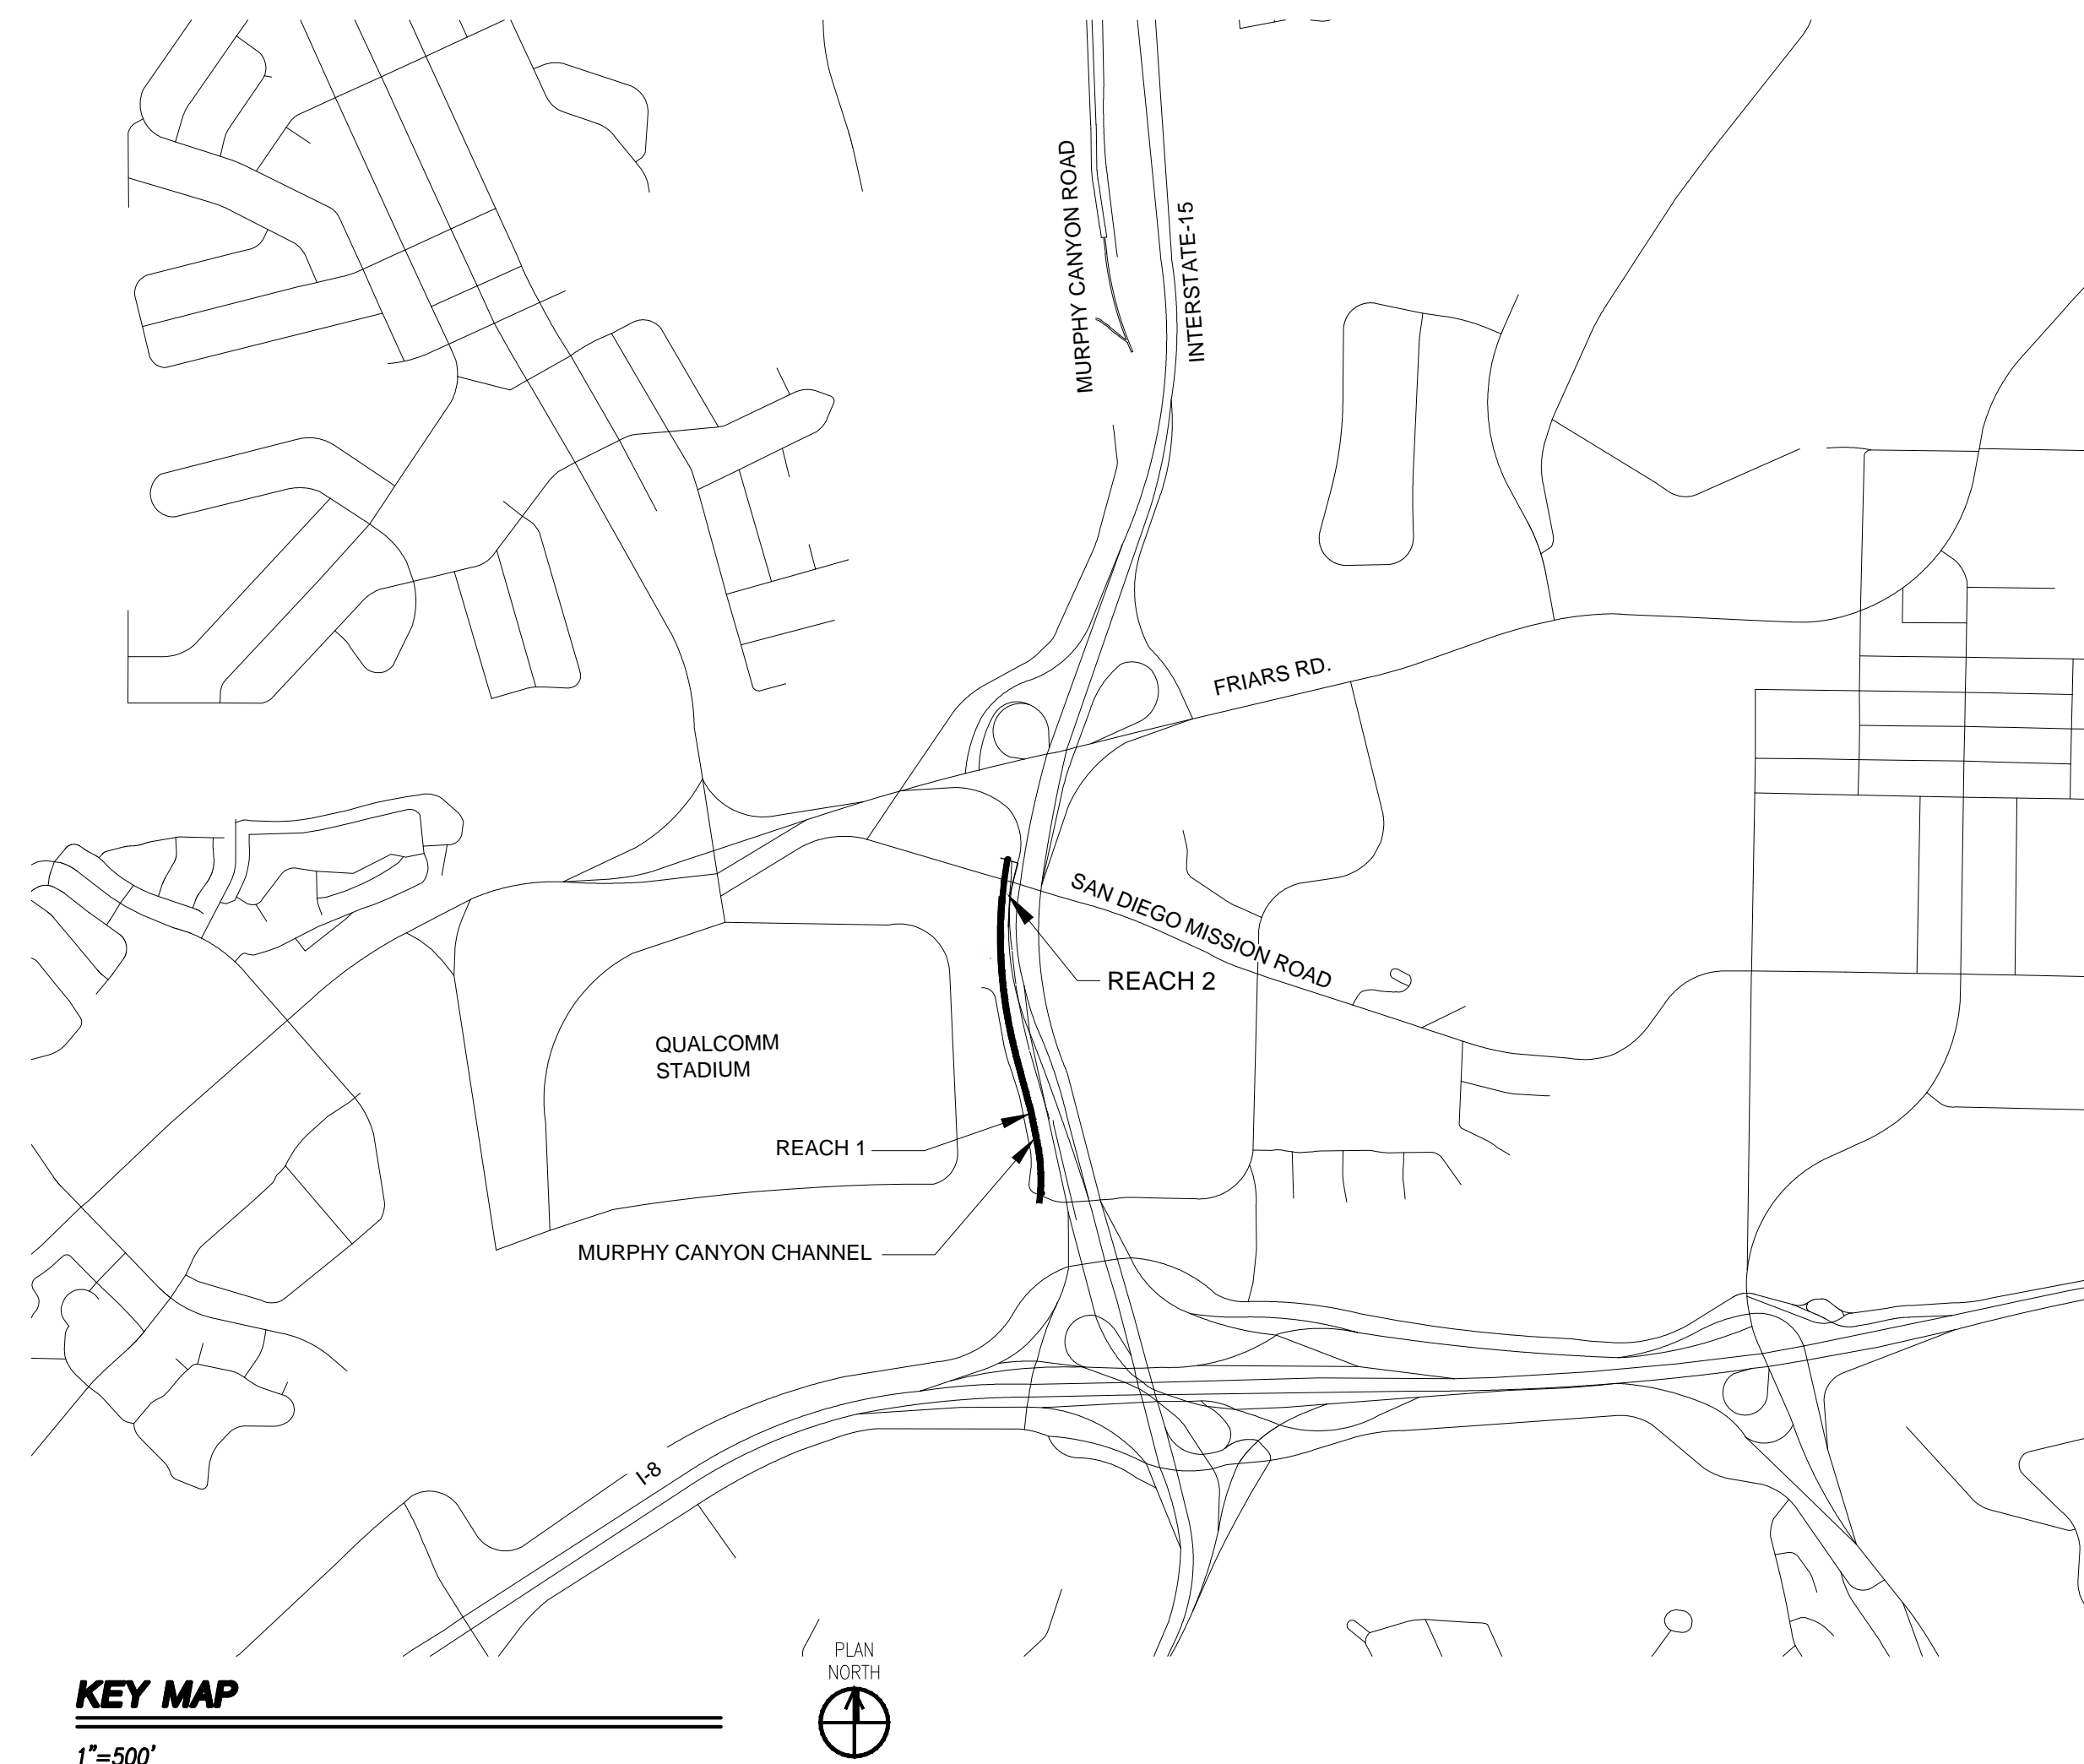 MURPHY CANYON ROAD
INTERSTATE-15
FRIARS RD.
SAN DIEGO MISSION ROAD
REACH 2
QUALCOMM
STADIUM
REACH 1
MURPHY CANYON CHANNEL
I-8
PLAN
NORTH
KEY MAP
1"=500'